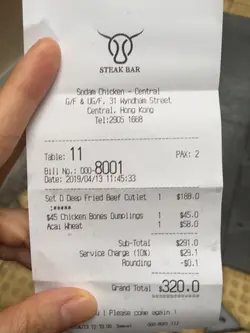 STEAK BAR
Sodam Chicken - Central
G/F & UG/F, 31 Wyndham Street
Central, Hong Kong
Tel:2905 1668
Table: 11 PAX: 2
Bill No.: 000-8001
Date: 2019/04/13 11:45:33
Set D Deep Fried Beef Cutlet 1 $188.0
:#####
$45 Chicken Bones Dumplings 1 $45.0
Acai Wheat 1 $58.0
Sub-Total $291.0
Service Charge (10%) $29.1
Rounding -$0.1
Grand Total $320.0
! Please come again !